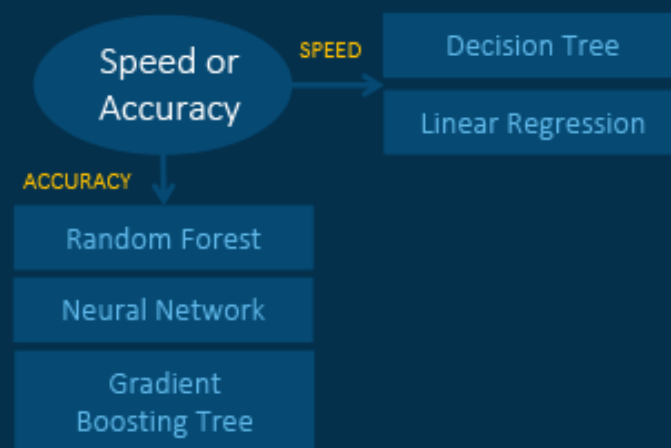 Speed or
Accuracy
SPEED
Decision Tree
Linear Regression
ACCURACY
Random Forest
Neural Network
Gradient
Boosting Tree